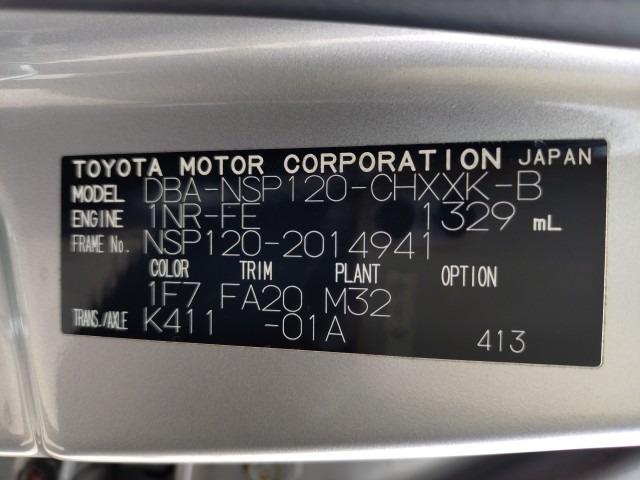 TOYOTA MOTOR CORPORATION JAPAN
MODEL DBA-NSP120-CHXXK-B
ENGINE 1NR-FE 1329 mL
FRAME No. NSP120-2014941
COLOR TRIM PLANT OPTION
1F7 FA20 M32
TRANS./AXLE K411 -01A
413